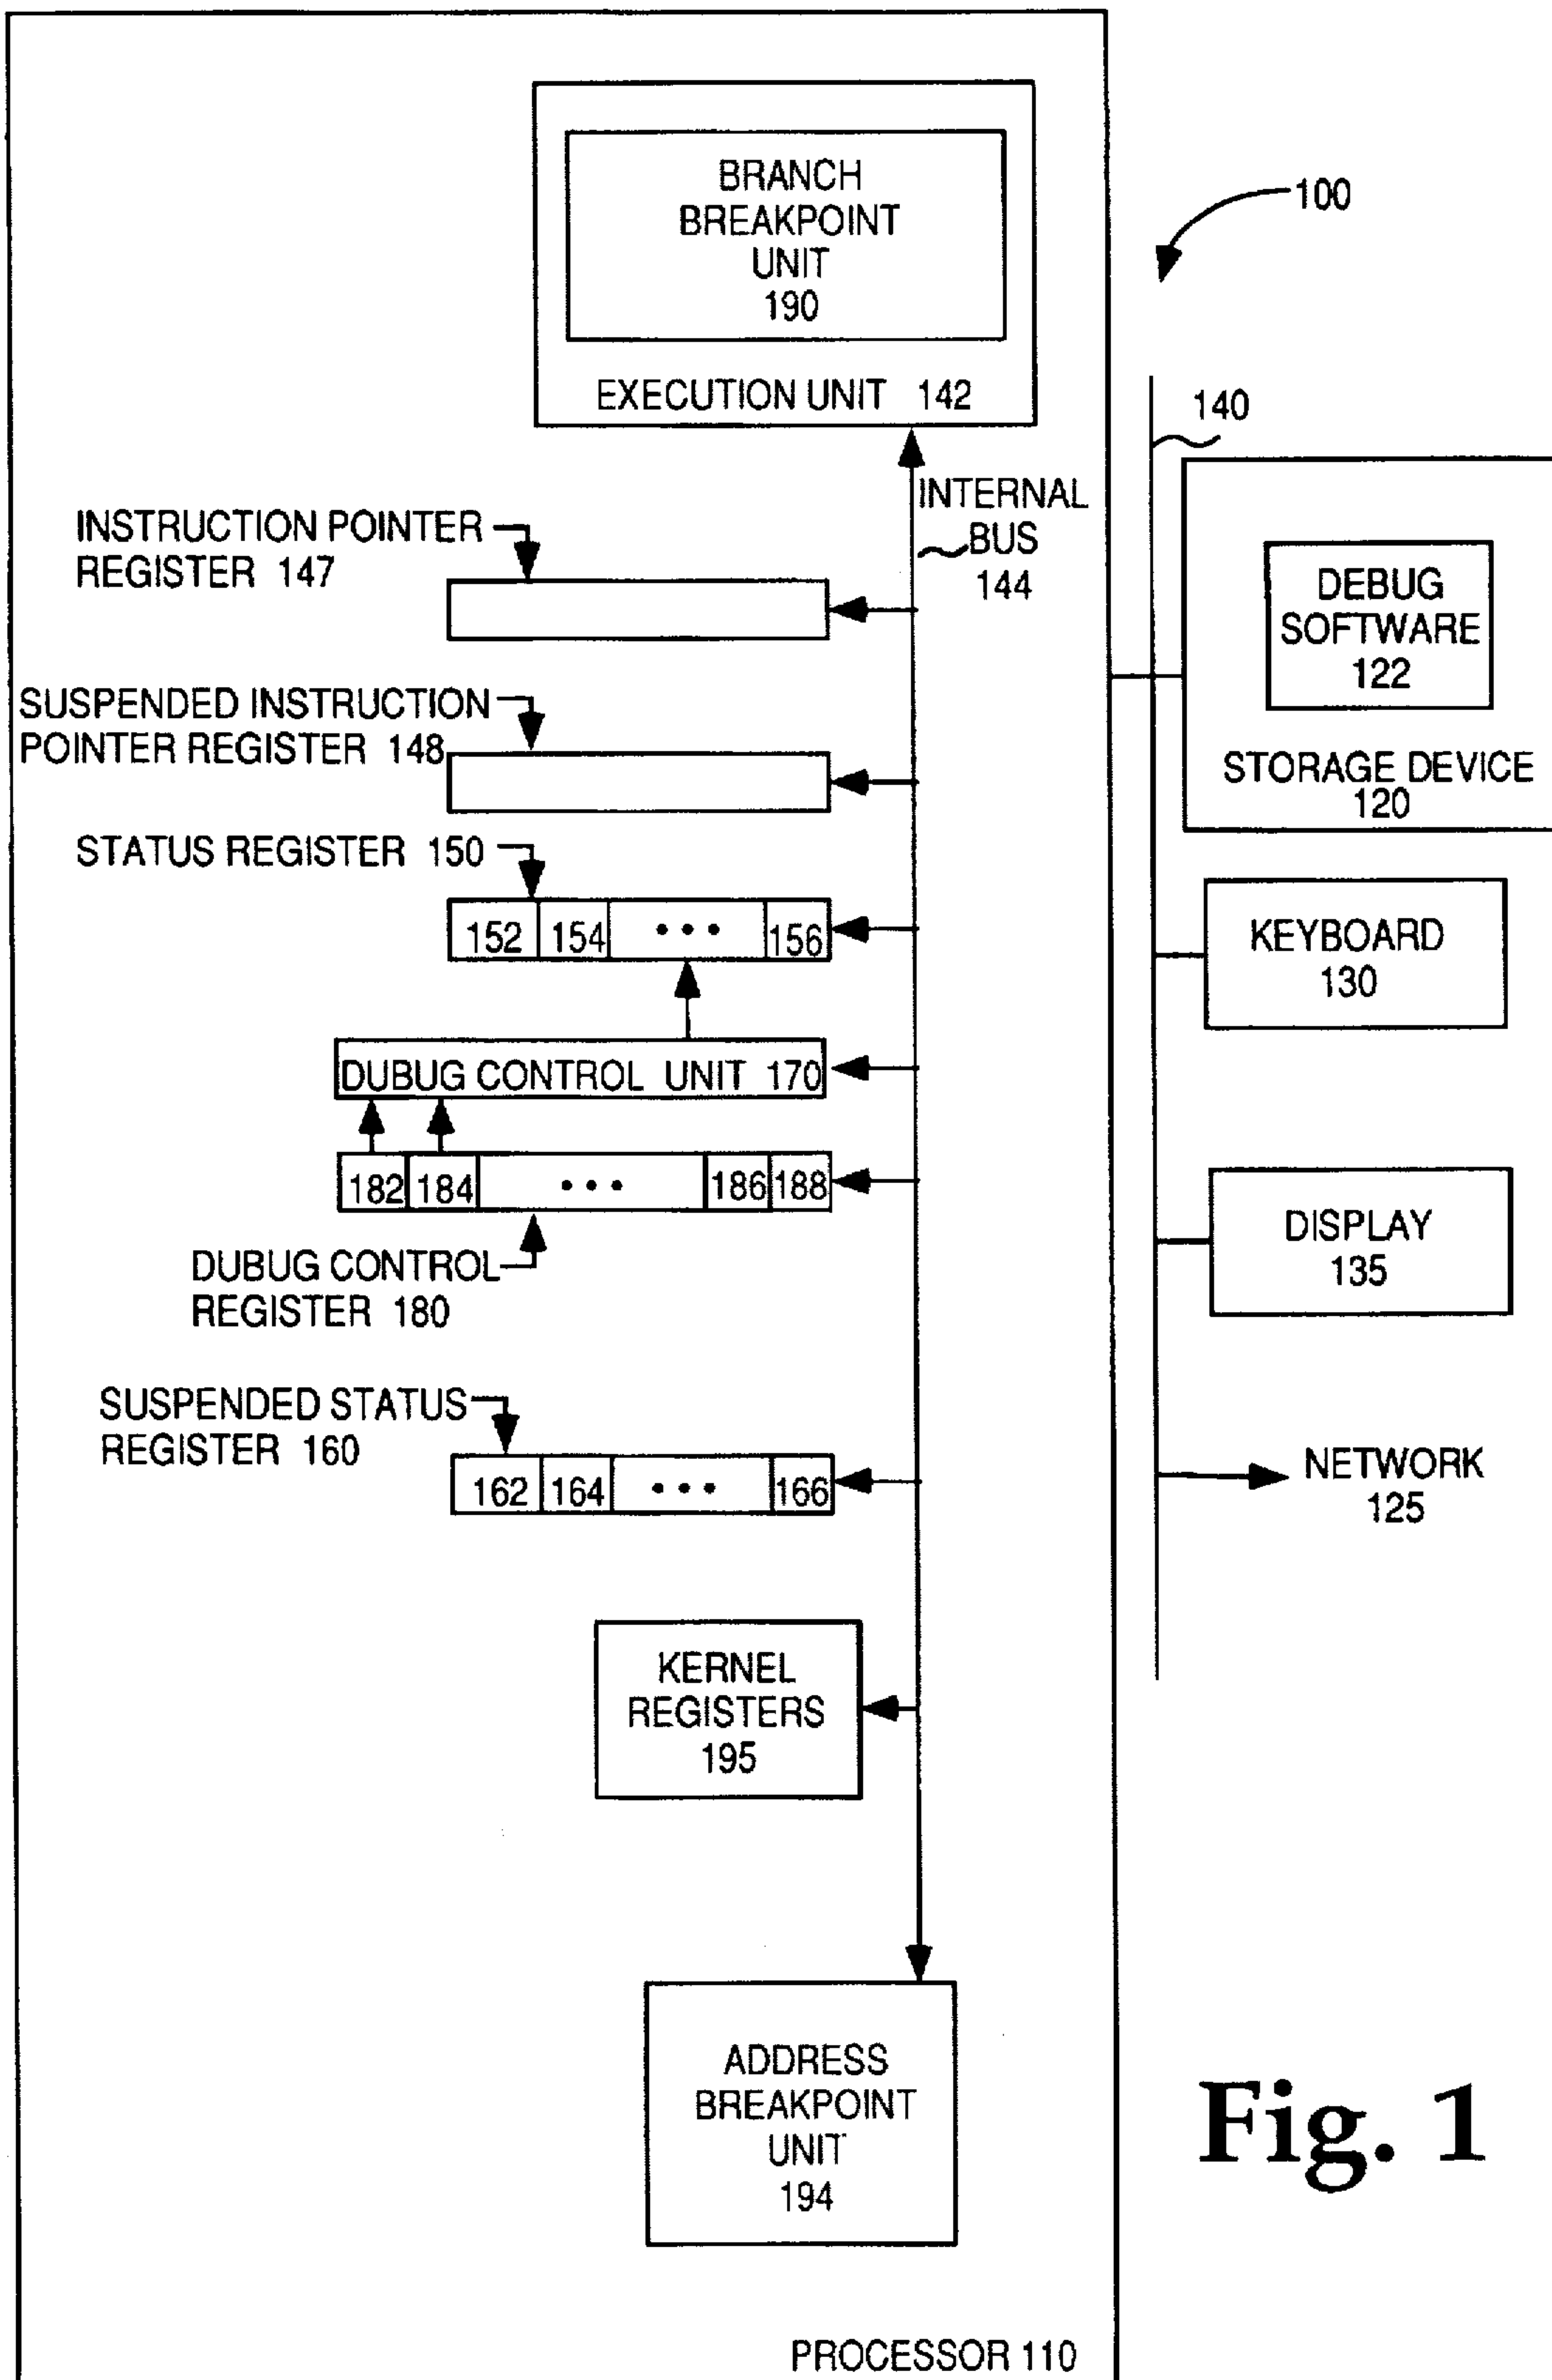 BRANCH
BREAKPOINT
UNIT
190
EXECUTION UNIT 142
100
140
INTERNAL
BUS
144
INSTRUCTION POINTER
REGISTER 147
SUSPENDED INSTRUCTION
POINTER REGISTER 148
STATUS REGISTER 150
152 154 ••• 156
DUBUG CONTROL UNIT 170
182 184 ••• 186 188
DUBUG CONTROL
REGISTER 180
SUSPENDED STATUS
REGISTER 160
162 164 ••• 166
KERNEL
REGISTERS
195
ADDRESS
BREAKPOINT
UNIT
194
PROCESSOR 110
DEBUG
SOFTWARE
122
STORAGE DEVICE
120
KEYBOARD
130
DISPLAY
135
NETWORK
125
Fig. 1